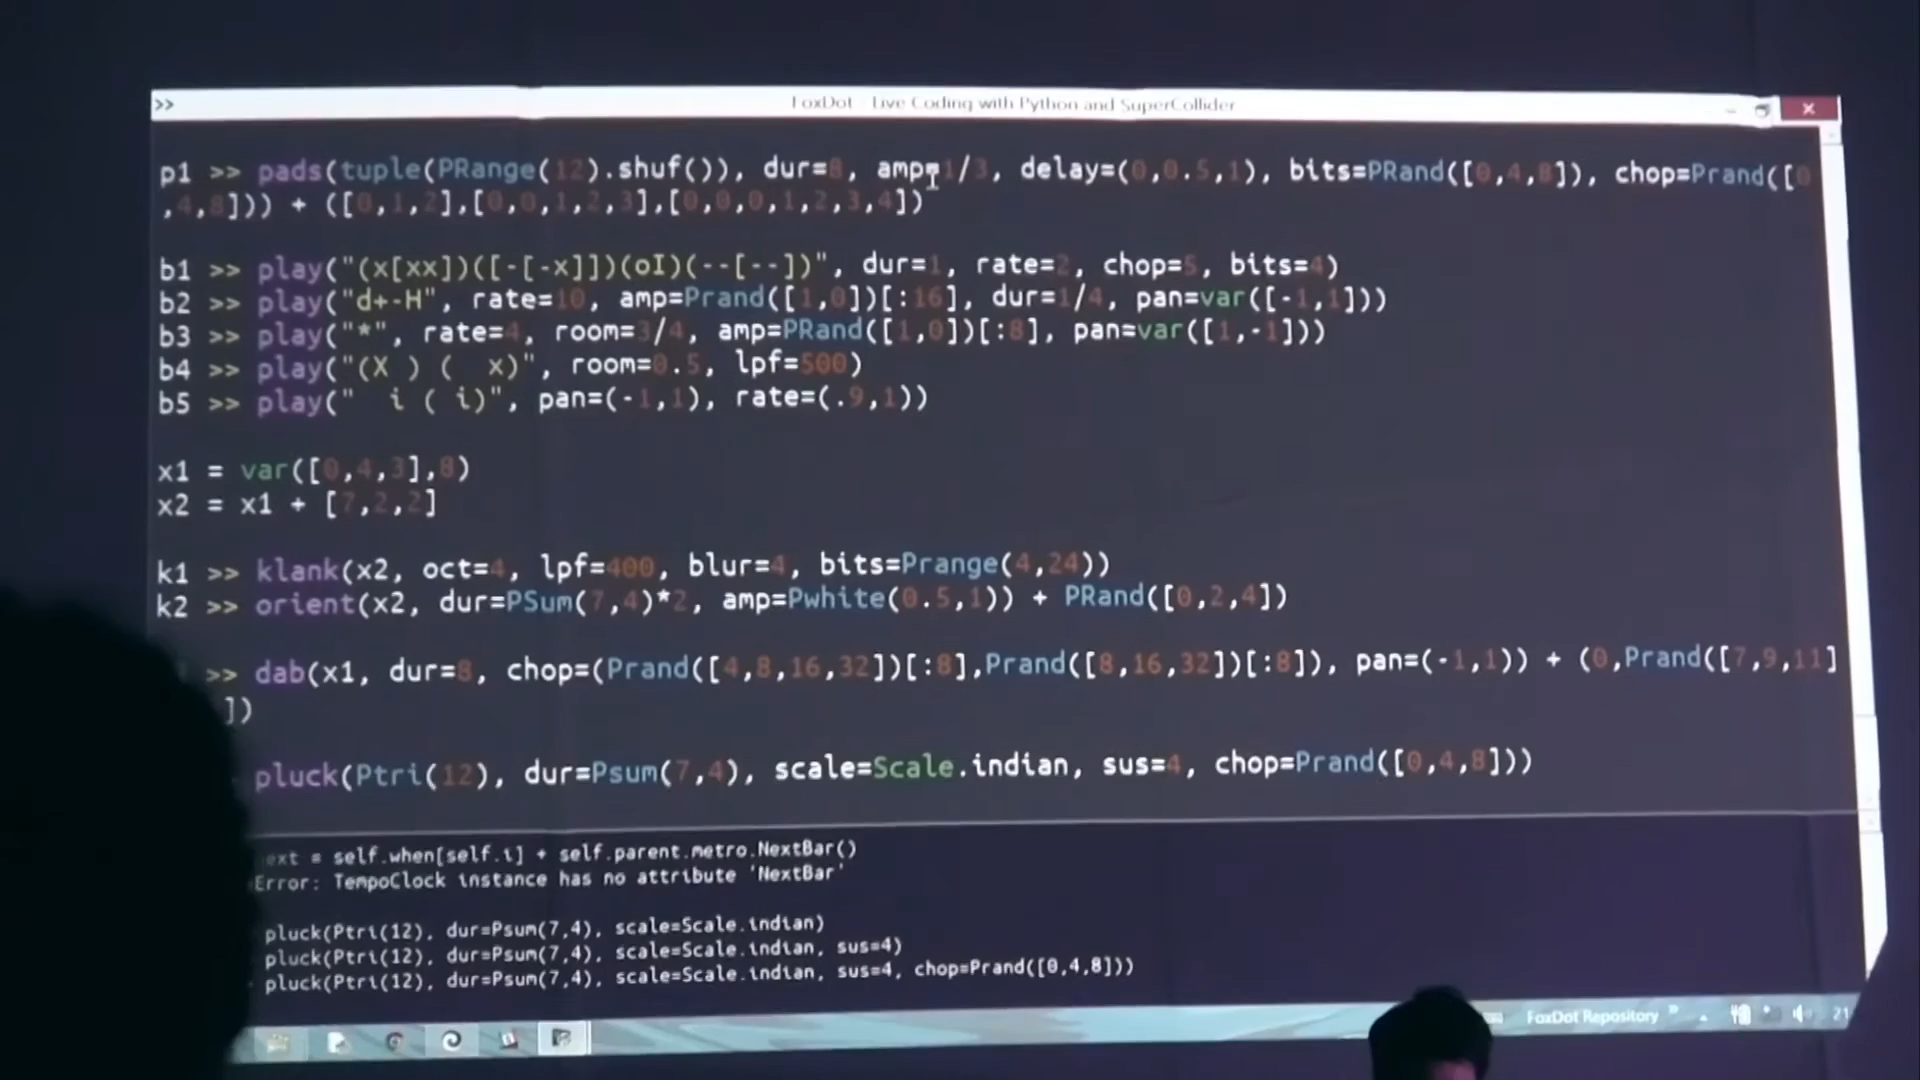 >> FoxDot - Live Coding with Python and SuperCollider
p1 >> pads(tuple(PRange(12).shuf()), dur=8, amp=1/3, delay=(0,0.5,1), bits=PRand([0,4,8]), chop=Prand([0
,4,8])) + ([0,1,2],[0,0,1,2,3],[0,0,0,1,2,3,4])
b1 >> play("(x[xx])([-[-x]])(oI)(--[--])", dur=1, rate=2, chop=5, bits=4)
b2 >> play("d+-H", rate=10, amp=Prand([1,0])[:16], dur=1/4, pan=var([-1,1]))
b3 >> play("*", rate=4, room=3/4, amp=PRand([1,0])[:8], pan=var([1,-1]))
b4 >> play("(X ) (  x)", room=0.5, lpf=500)
b5 >> play("  i ( i)", pan=(-1,1), rate=(.9,1))
x1 = var([0,4,3],8)
x2 = x1 + [7,2,2]
k1 >> klank(x2, oct=4, lpf=400, blur=4, bits=Prange(4,24))
k2 >> orient(x2, dur=PSum(7,4)*2, amp=Pwhite(0.5,1)) + PRand([0,2,4])
>> dab(x1, dur=8, chop=(Prand([4,8,16,32])[:8],Prand([8,16,32])[:8]), pan=(-1,1)) + (0,Prand([7,9,11]
])
pluck(Ptri(12), dur=Psum(7,4), scale=Scale.indian, sus=4, chop=Prand([0,4,8]))
ext = self.when[self.i] + self.parent.metro.NextBar()
Error: TempoClock instance has no attribute 'NextBar'
pluck(Ptri(12), dur=Psum(7,4), scale=Scale.indian)
pluck(Ptri(12), dur=Psum(7,4), scale=Scale.indian, sus=4)
pluck(Ptri(12), dur=Psum(7,4), scale=Scale.indian, sus=4, chop=Prand([0,4,8]))
FoxDot Repository » 21